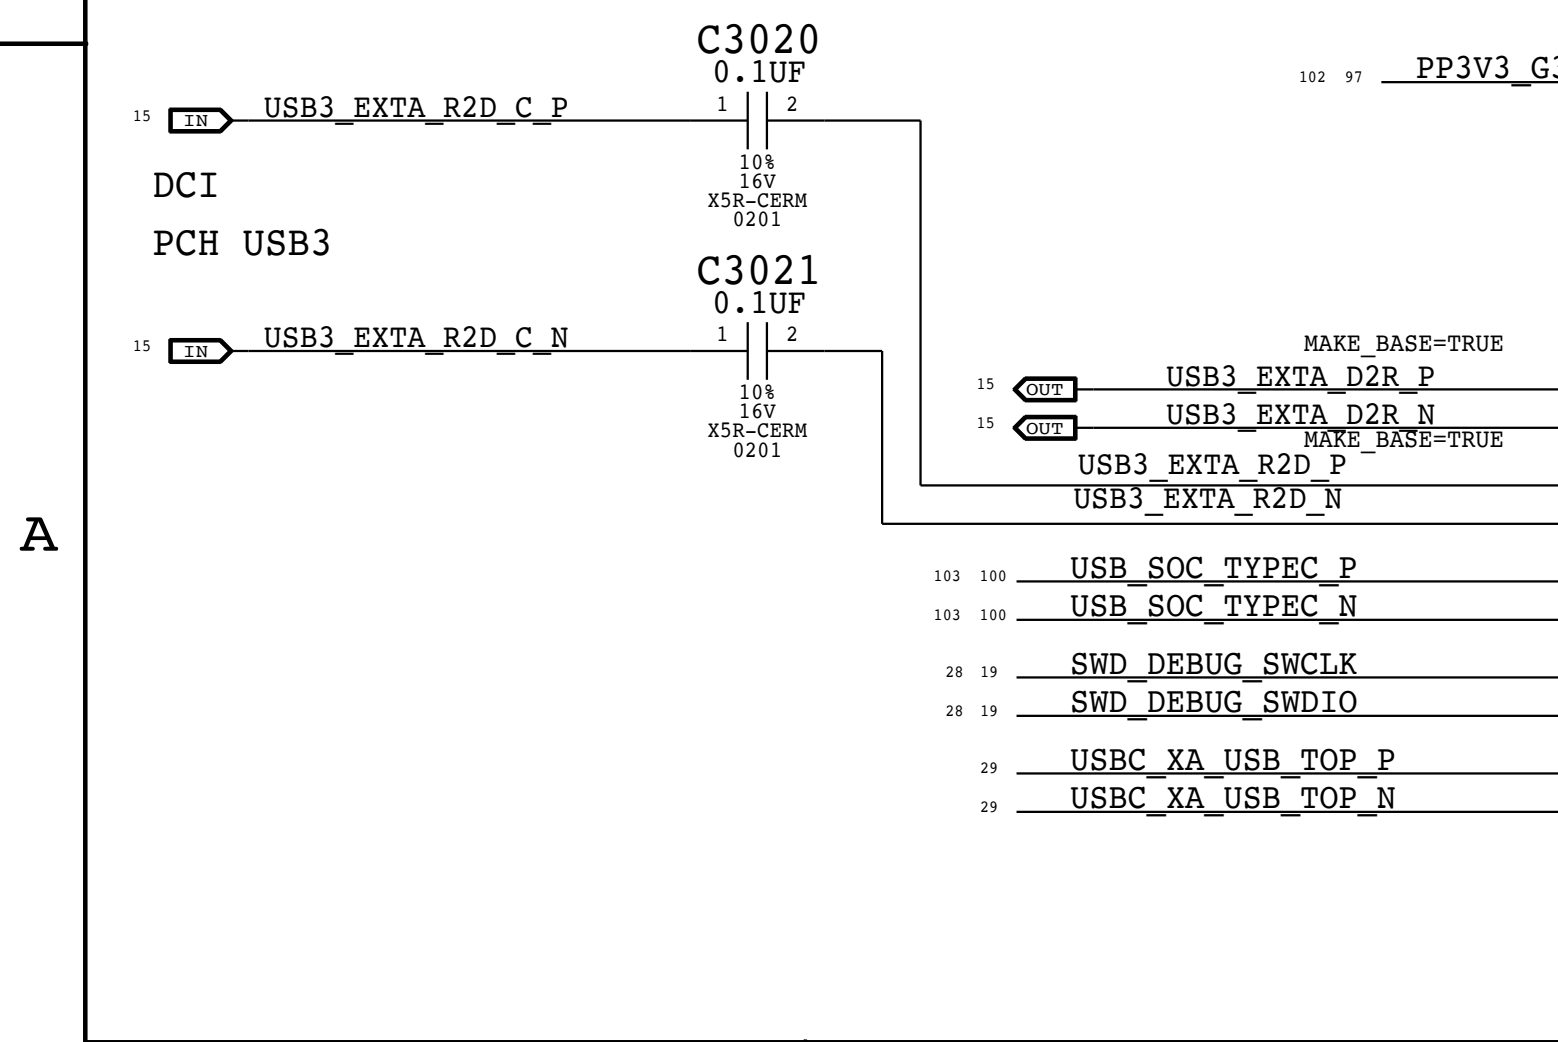 C3020
0.1UF
102 97 PP3V3_G3
15 IN USB3_EXTA_R2D_C_P 1 2
10%
16V
X5R-CERM
0201
DCI
PCH USB3
C3021
0.1UF
15 IN USB3_EXTA_R2D_C_N 1 2
10%
16V
X5R-CERM
0201
MAKE_BASE=TRUE
15 OUT USB3_EXTA_D2R_P
15 OUT USB3_EXTA_D2R_N
MAKE_BASE=TRUE
USB3_EXTA_R2D_P
USB3_EXTA_R2D_N
A
103 100 USB_SOC_TYPEC_P
103 100 USB_SOC_TYPEC_N
28 19 SWD_DEBUG_SWCLK
28 19 SWD_DEBUG_SWDIO
29 USBC_XA_USB_TOP_P
29 USBC_XA_USB_TOP_N